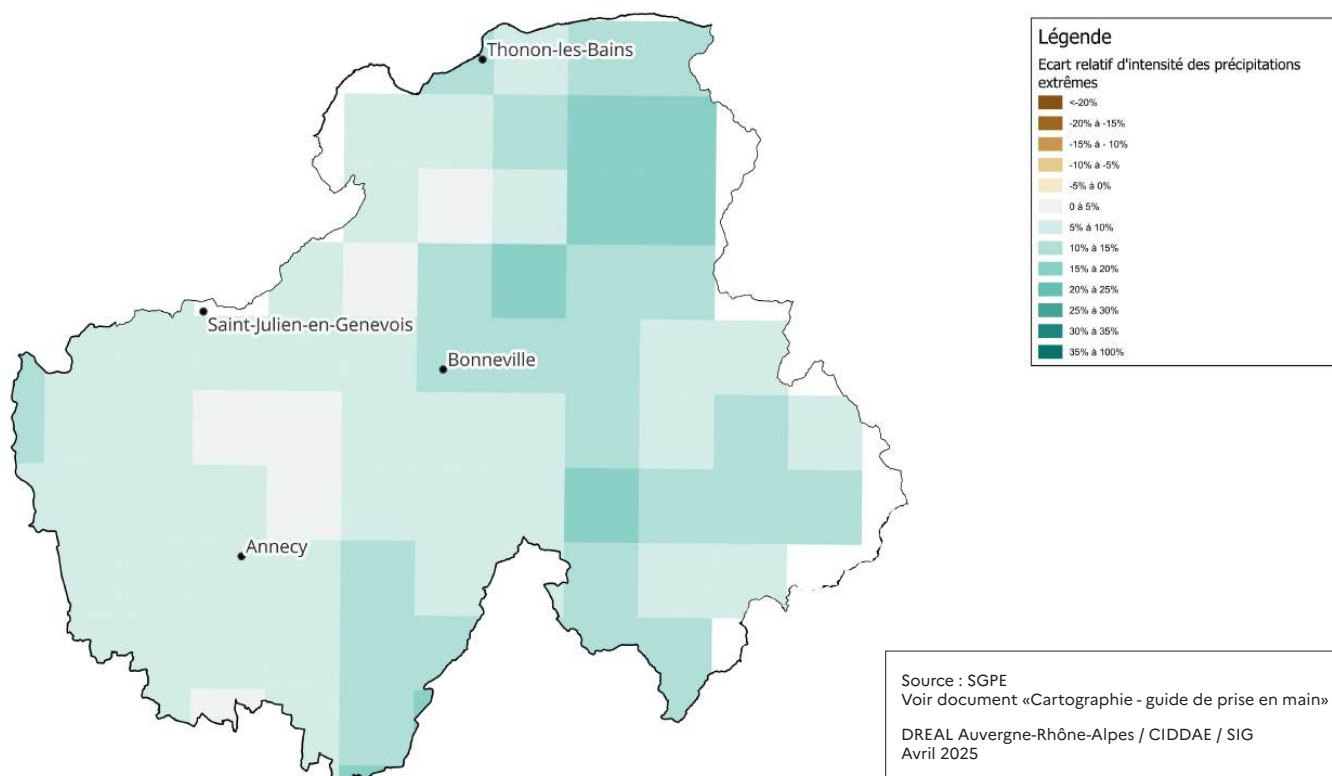 Thonon-les-Bains
Saint-Julien-en-Genevois
Bonneville
Annecy
Légende
Ecart relatif d'intensité des précipitations
extrêmes
<-20%
-20% à -15%
-15% à - 10%
-10% à -5%
-5% à 0%
0 à 5%
5% à 10%
10% à 15%
15% à 20%
20% à 25%
25% à 30%
30% à 35%
35% à 100%
Source : SGPE
Voir document «Cartographie - guide de prise en main»
DREAL Auvergne-Rhône-Alpes / CIDDAE / SIG
Avril 2025